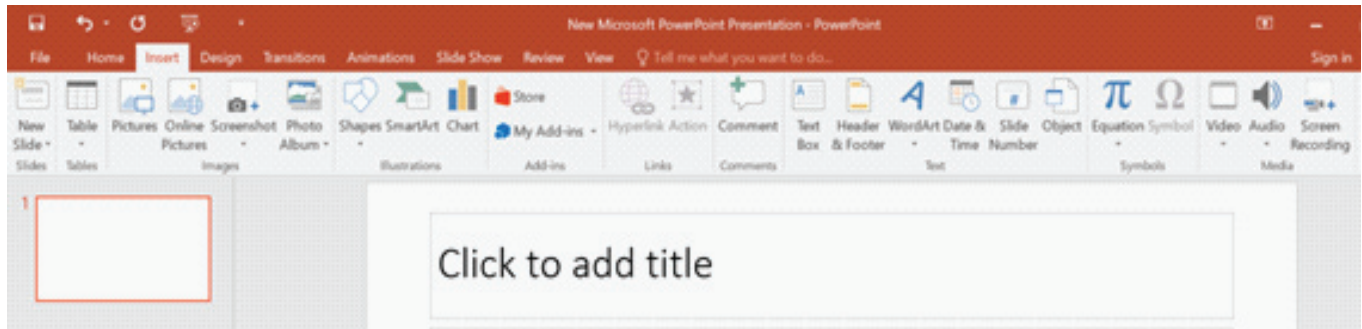 New Microsoft PowerPoint Presentation - PowerPoint
File Home Insert Design Transitions Animations Slide Show Review View Tell me what you want to do... Sign in
New Table Pictures Online Screenshot Photo Shapes SmartArt Chart Store My Add-ins Hyperlink Action Comment Text Header WordArt Date & Slide Object Equation Symbol Video Audio Screen
Slide Pictures Album Box & Footer Time Number Recording
Slides Tables Images Illustrations Add-ins Links Comments Text Symbols Media
1
Click to add title